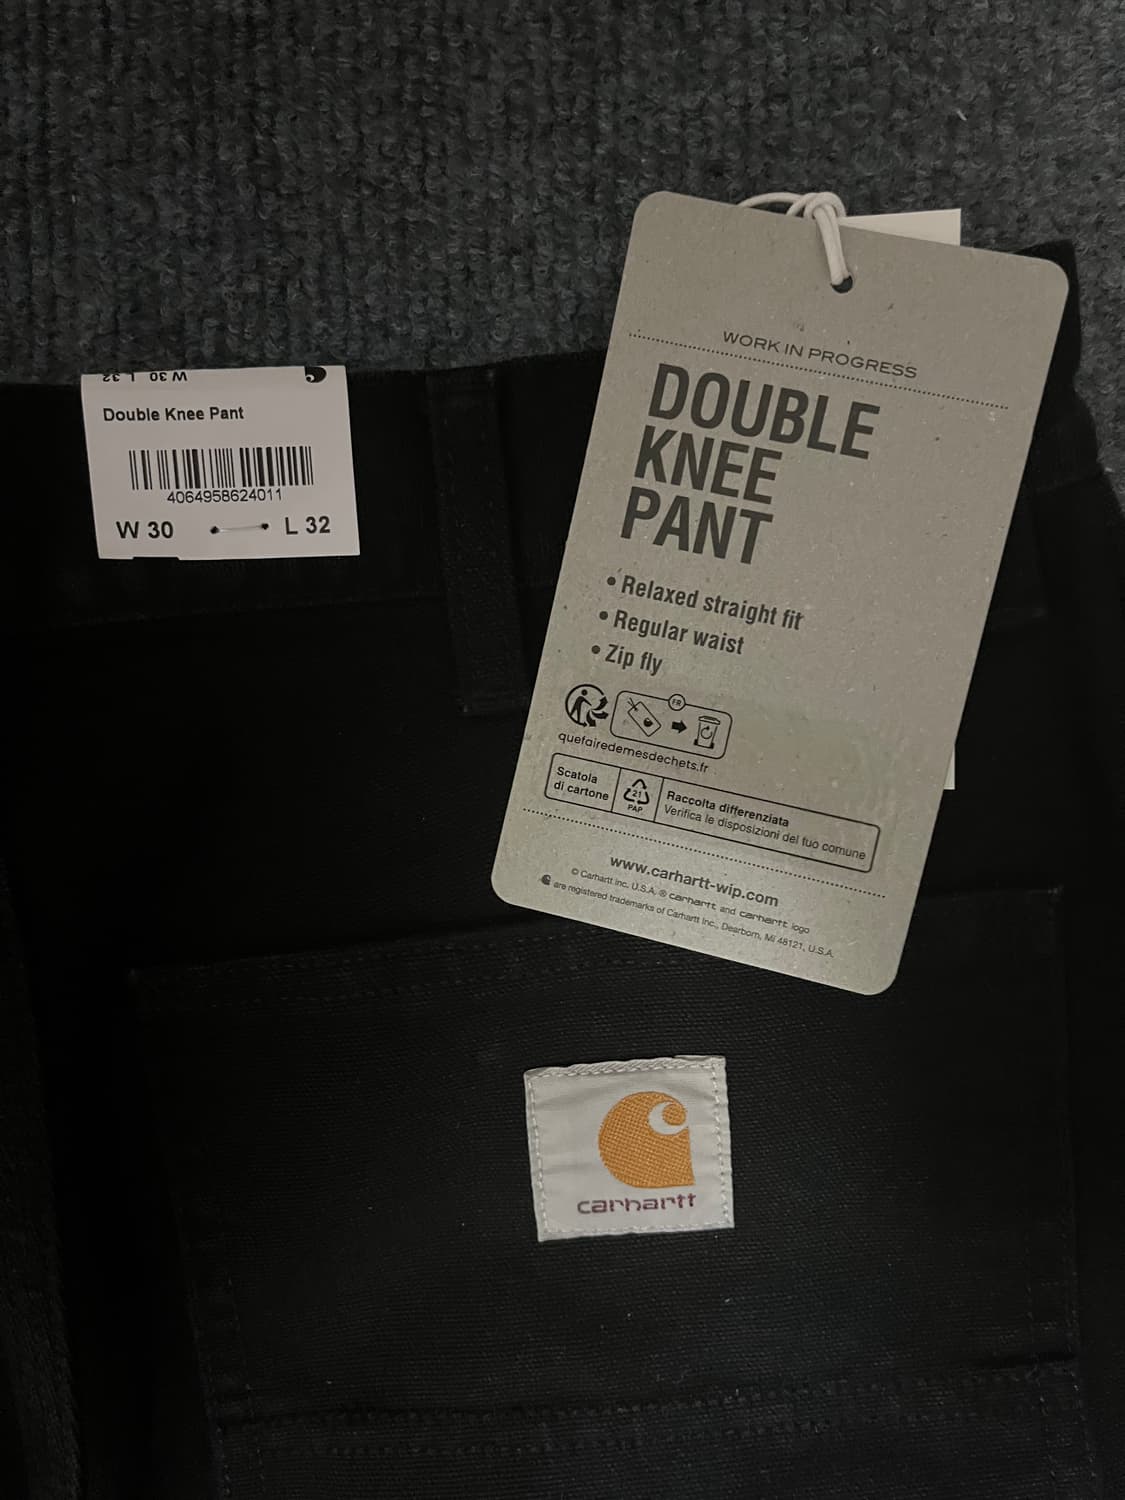 W 30 L 32
Double Knee Pant
4064958624011
W 30 L 32
WORK IN PROGRESS
DOUBLE
KNEE
PANT
• Relaxed straight fit
• Regular waist
• Zip fly
FR
quefairedemesdechets.fr
Scatola
di cartone
21
PAP
Raccolta differenziata
Verifica le disposizioni del tuo comune
www.carhartt-wip.com
© Carhartt Inc. U.S.A. ® carhartt and carhartt logo
are registered trademarks of Carhartt Inc., Dearborn, MI 48121, U.S.A.
carhartt